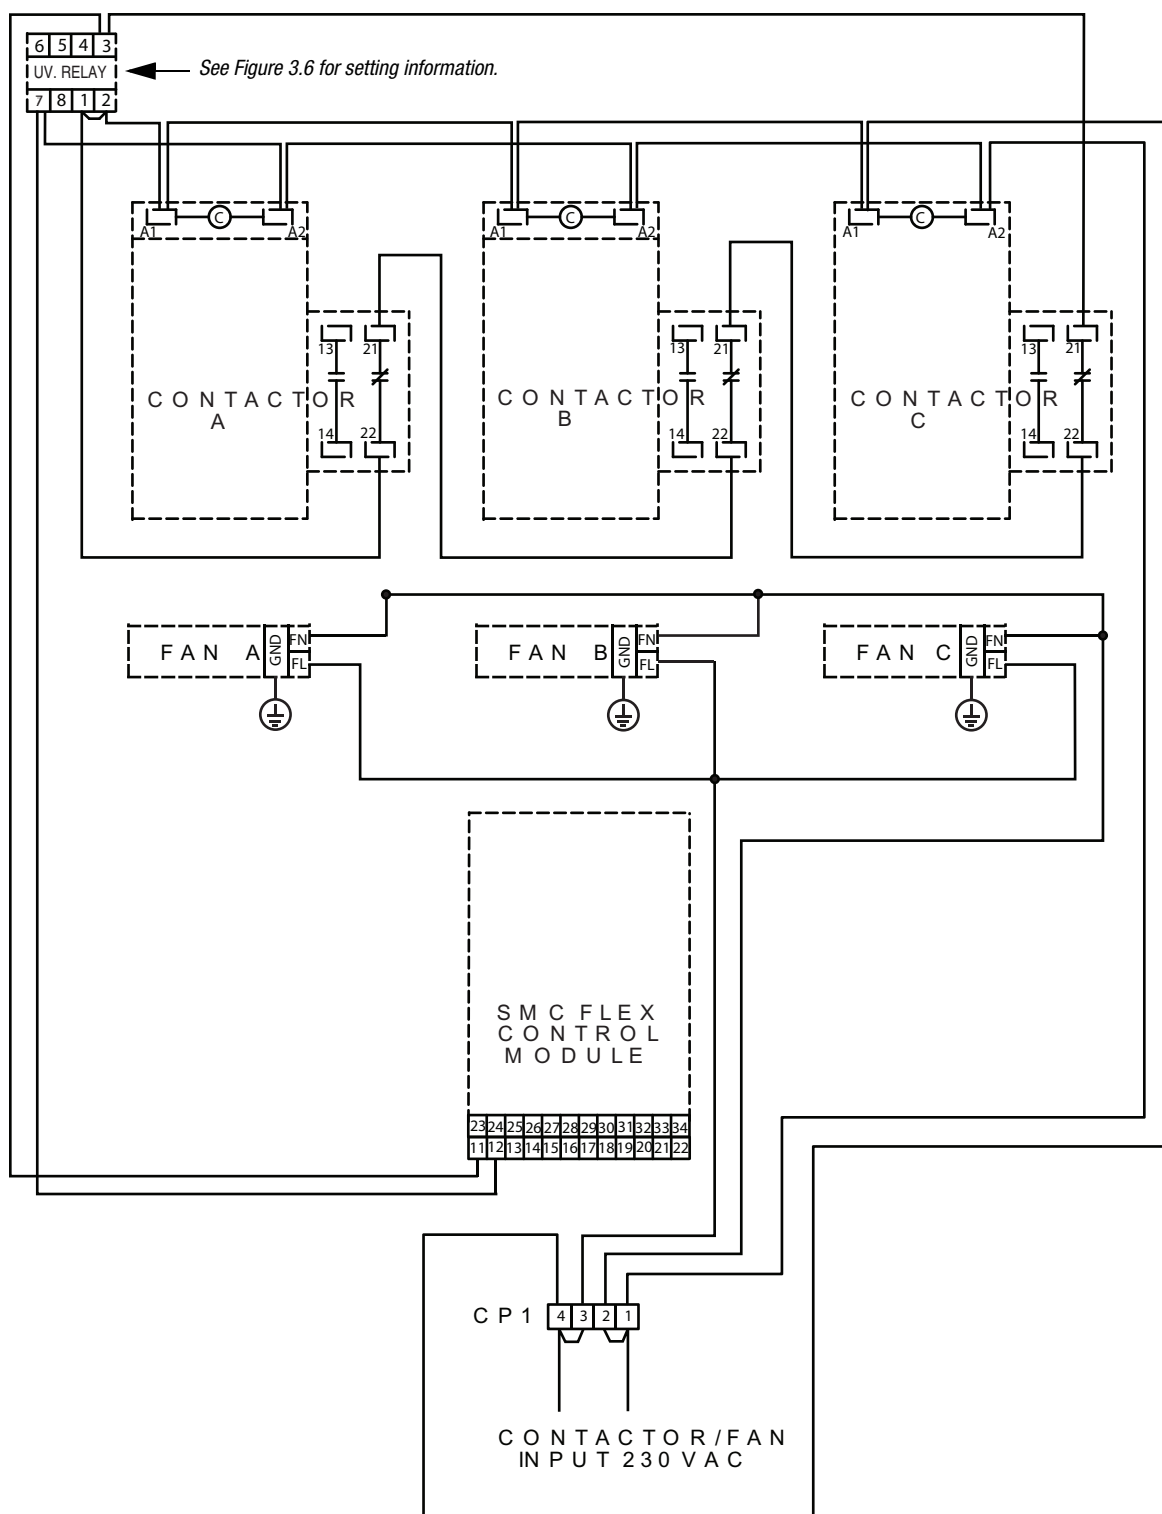 6 5 4 3
UV. RELAY
See Figure 3.6 for setting information.
7 8 1 2
C C C
A1 A2 A1 A2 A1 A2
13 21 13 21 13 21
CONTACTOR A
CONTACTOR B
CONTACTOR C
14 22 14 22 14 22
FAN A GND FN FL
FAN B GND FN FL
FAN C GND FN FL
SMC FLEX
CONTROL
MODULE
23 24 25 26 27 28 29 30 31 32 33 34
11 12 13 14 15 16 17 18 19 20 21 22
CP1 4 3 2 1
CONTACTOR/FAN
INPUT 230 VAC